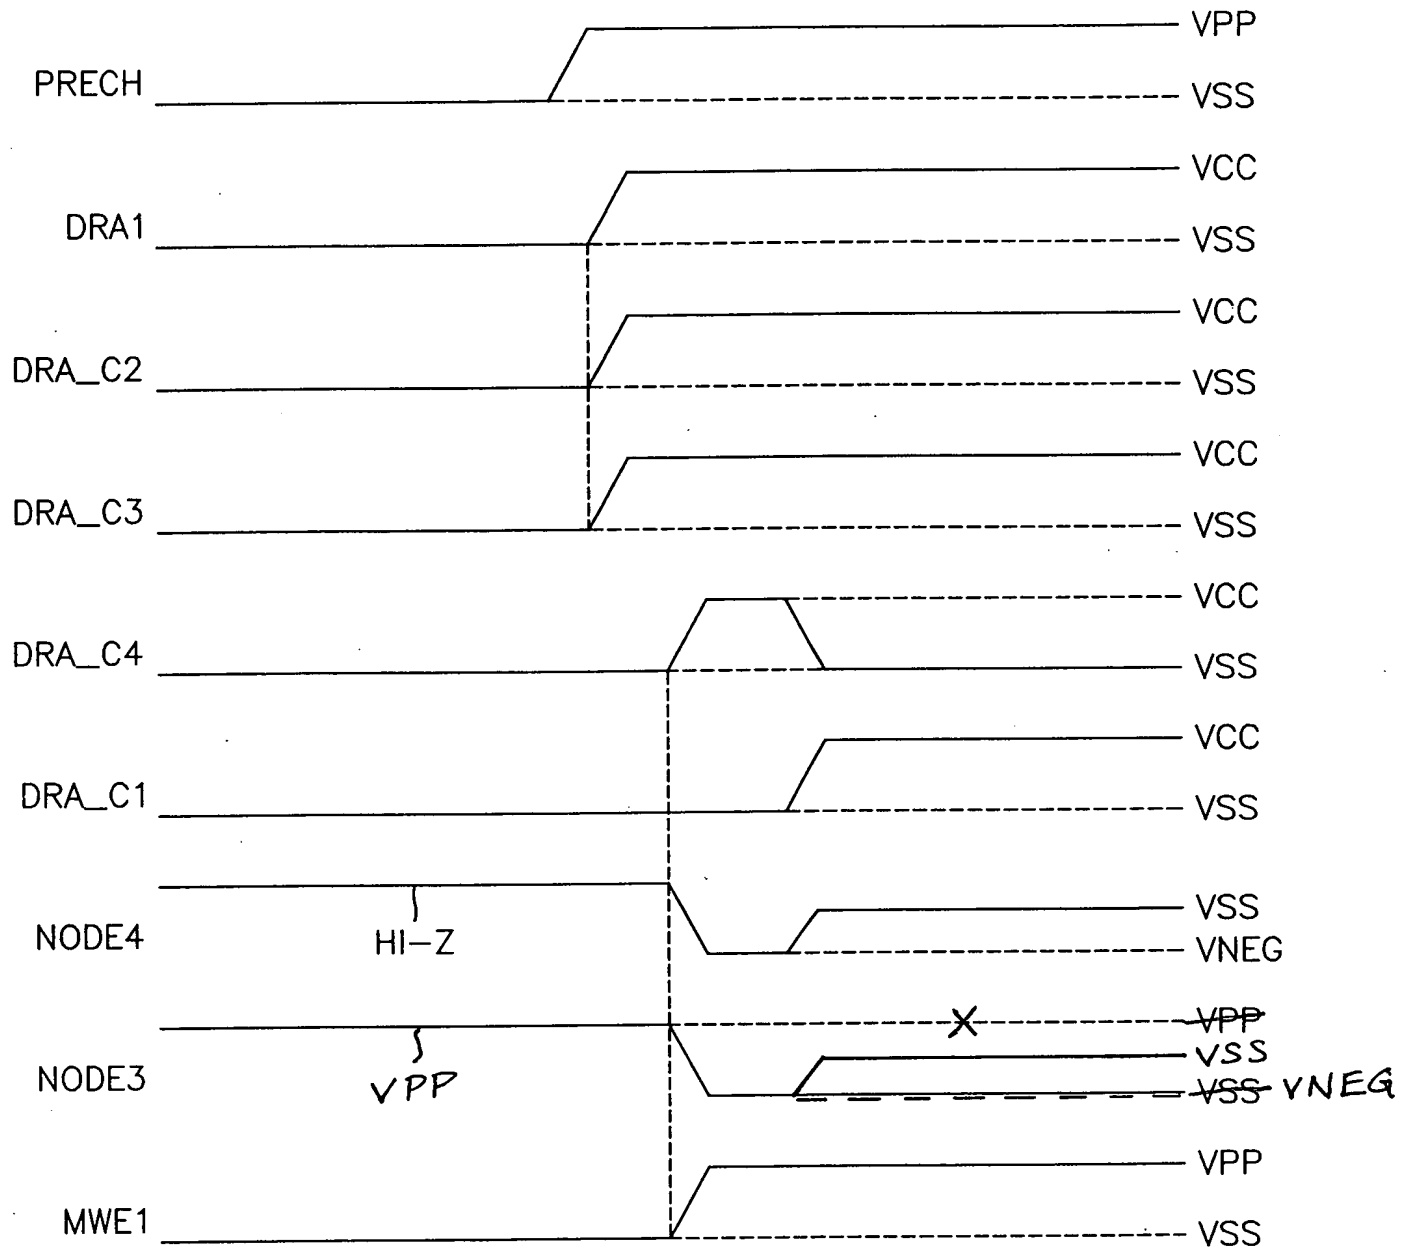 VPP
PRECH
VSS
VCC
DRA1
VSS
VCC
DRA_C2
VSS
VCC
DRA_C3
VSS
VCC
DRA_C4
VSS
VCC
DRA_C1
VSS
VSS
NODE4
HI-Z
VNEG
X
VPP
VSS
NODE3
VPP
VSS VNEG
VPP
MWE1
VSS